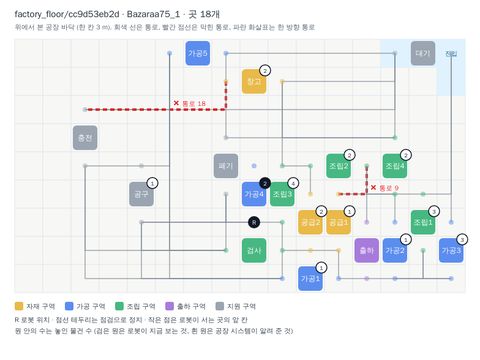 factory_floor/cc9d53eb2d · Bazaraa75_1 · 곳 18개
위에서 본 공장 바닥 (한 칸 3 m). 회색 선은 통로, 빨간 점선은 막힌 통로, 파란 화살표는 한 방향 통로
가공5 대기
창고 2
✕ 통로 18
충전
폐기 조립2 2 조립4 2
✕ 통로 9
공구 1 가공4 2 조립3 4
R 공급2 2 공급1 1 조립1 3
검사 출하 가공2 1 가공3 3
가공1 1
자재 구역 가공 구역 조립 구역 출하 구역 지원 구역
R 로봇 위치 · 점선 테두리는 점검으로 정지 · 작은 점은 로봇이 서는 곳의 앞 칸
원 안의 수는 놓인 물건 수 (검은 원은 로봇이 지금 보는 것, 흰 원은 공장 시스템이 알려 준 것)